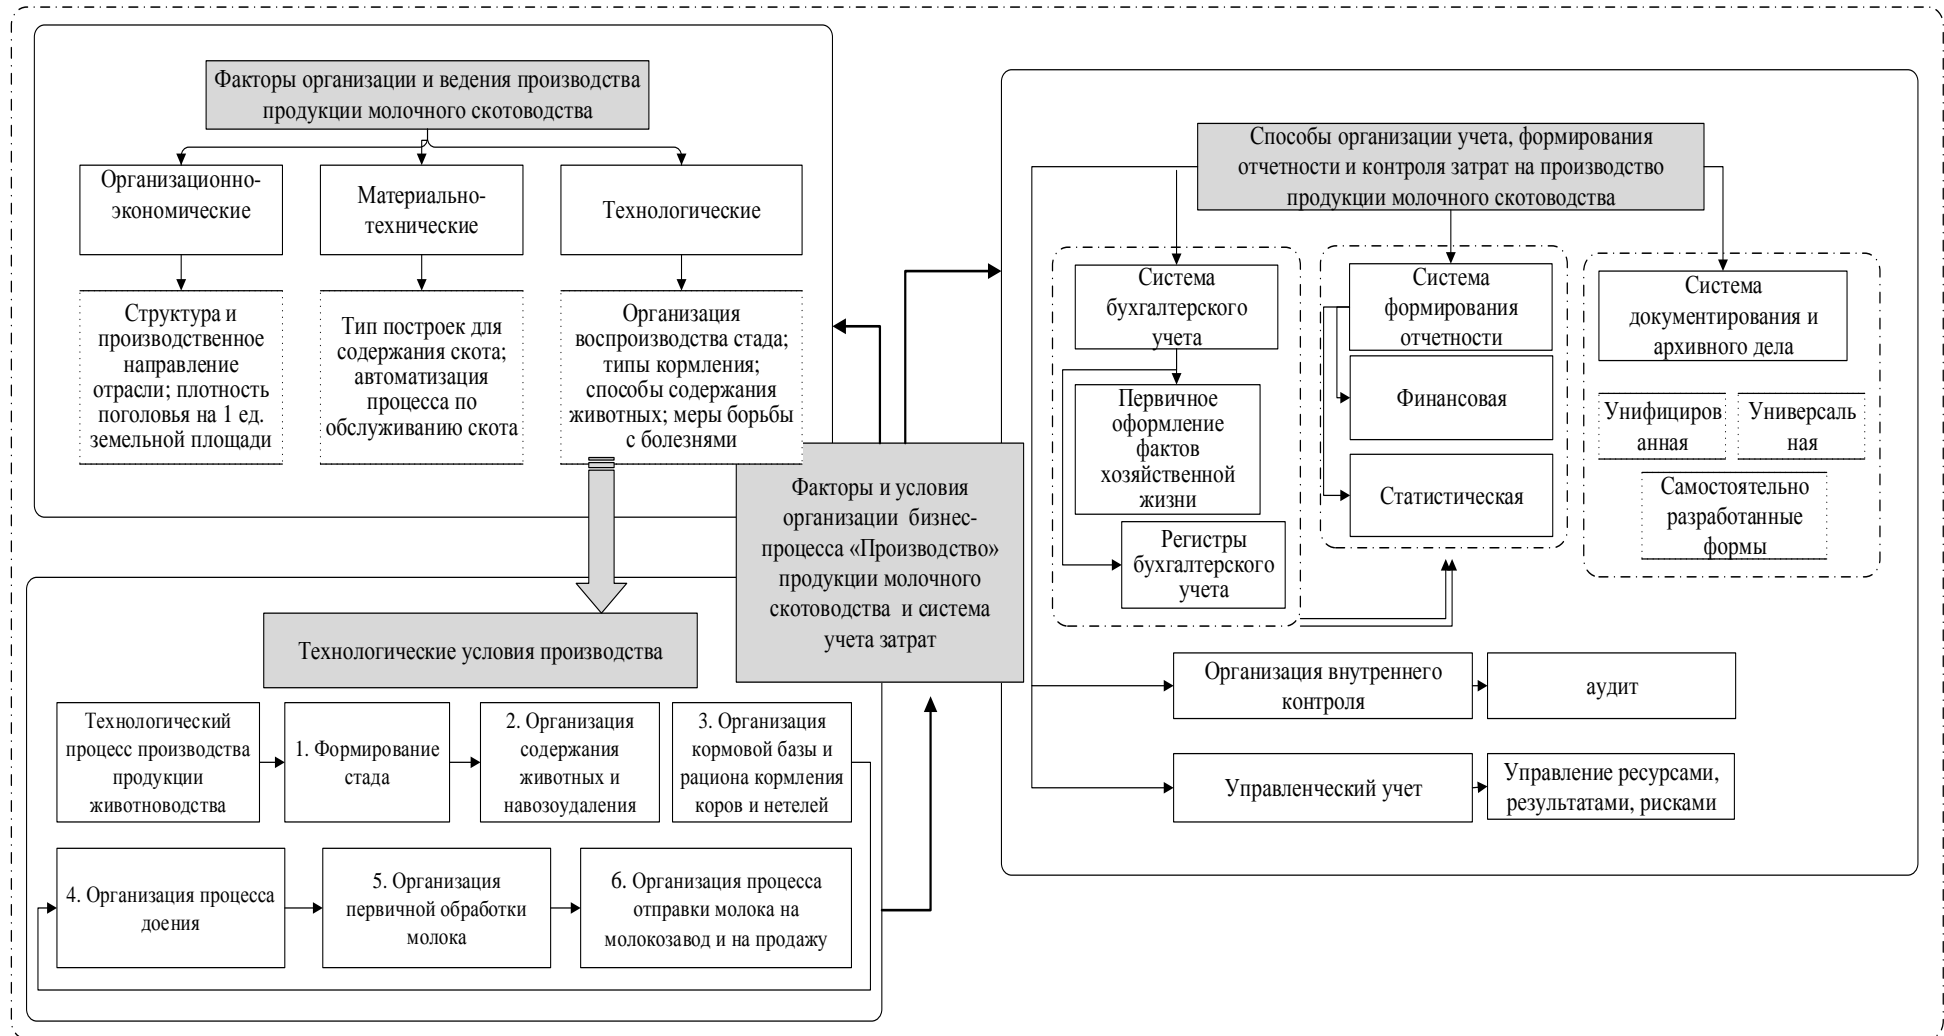 Факторы организации и ведения производства
продукции молочного скотоводства
Организационно-
экономические
Материально-
технические
Технологические
Структура и
производственное
направление
отрасли; плотность
поголовья на 1 ед.
земельной площади
Тип построек для
содержания скота;
автоматизация
процесса по
обслуживанию скота
Организация
воспроизводства стада;
типы кормления;
способы содержания
животных; меры борьбы
с болезнями
Факторы и условия
организации бизнес-
процесса «Производство»
продукции молочного
скотоводства и система
учета затрат
Технологические условия производства
Технологический
процесс производства
продукции
животноводства
1. Формирование
стада
2. Организация
содержания
животных и
навозоудаления
3. Организация
кормовой базы и
рациона кормления
коров и нетелей
4. Организация процесса
доения
5. Организация
первичной обработки
молока
6. Организация процесса
отправки молока на
молокозавод и на продажу
Способы организации учета, формирования
отчетности и контроля затрат на производство
продукции молочного скотоводства
Система
бухгалтерского
учета
Первичное
оформление
фактов
хозяйственной
жизни
Регистры
бухгалтерского
учета
Система
формирования
отчетности
Финансовая
Статистическая
Система
документирования и
архивного дела
Унифициров
анная
Универсаль
ная
Самостоятельно
разработанные
формы
Организация внутреннего
контроля
аудит
Управленческий учет
Управление ресурсами,
результатами, рисками